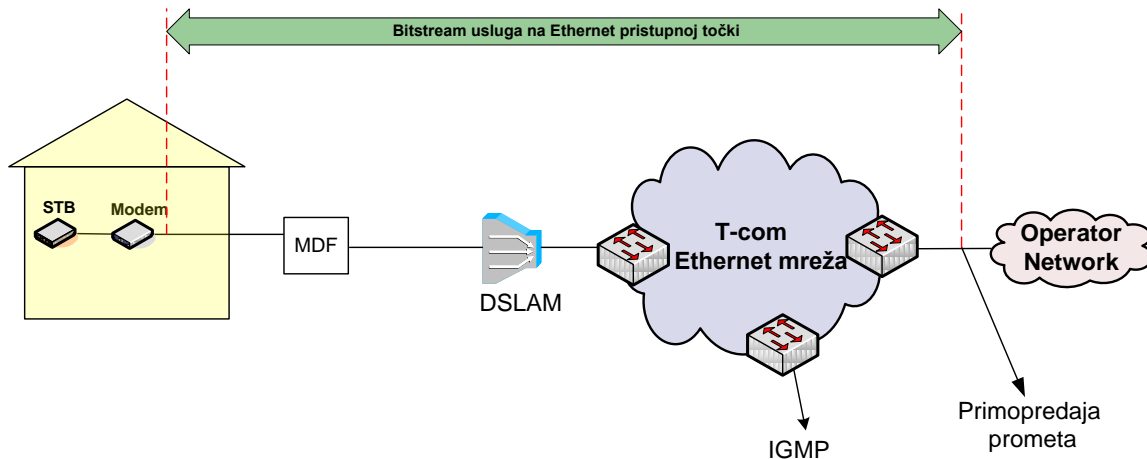 Bitstream usluga na Ethernet pristupnoj točki
STB
Modem
MDF
DSLAM
T-com
Ethernet mreža
Operator
Network
IGMP
Primopredaja
prometa